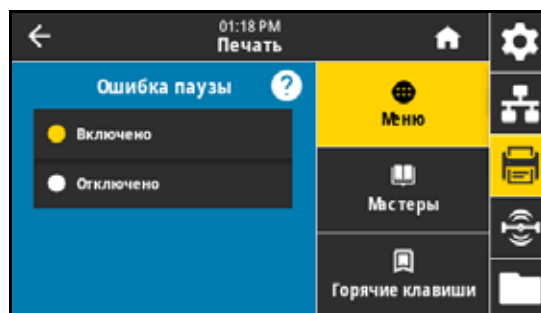 01:18 PM
Печать
Ошибка паузы
?
Включено
Отключено
Меню
Мастеры
Горячие клавиши